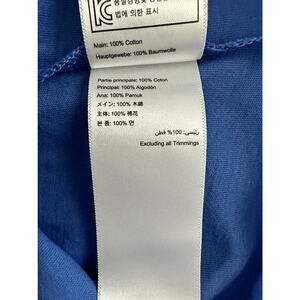 법에 의한 표시
Main: 100% Cotton
Hauptgewebe: 100% Baumwolle
Partie principale: 100% Coton
Principal: 100% Algodón
Ana: 100% Pamuk
メイン: 100% 木綿
主体: 100% 棉花
본 품: 100% 면
رئيسي: 100% قطن
Excluding all Trimmings